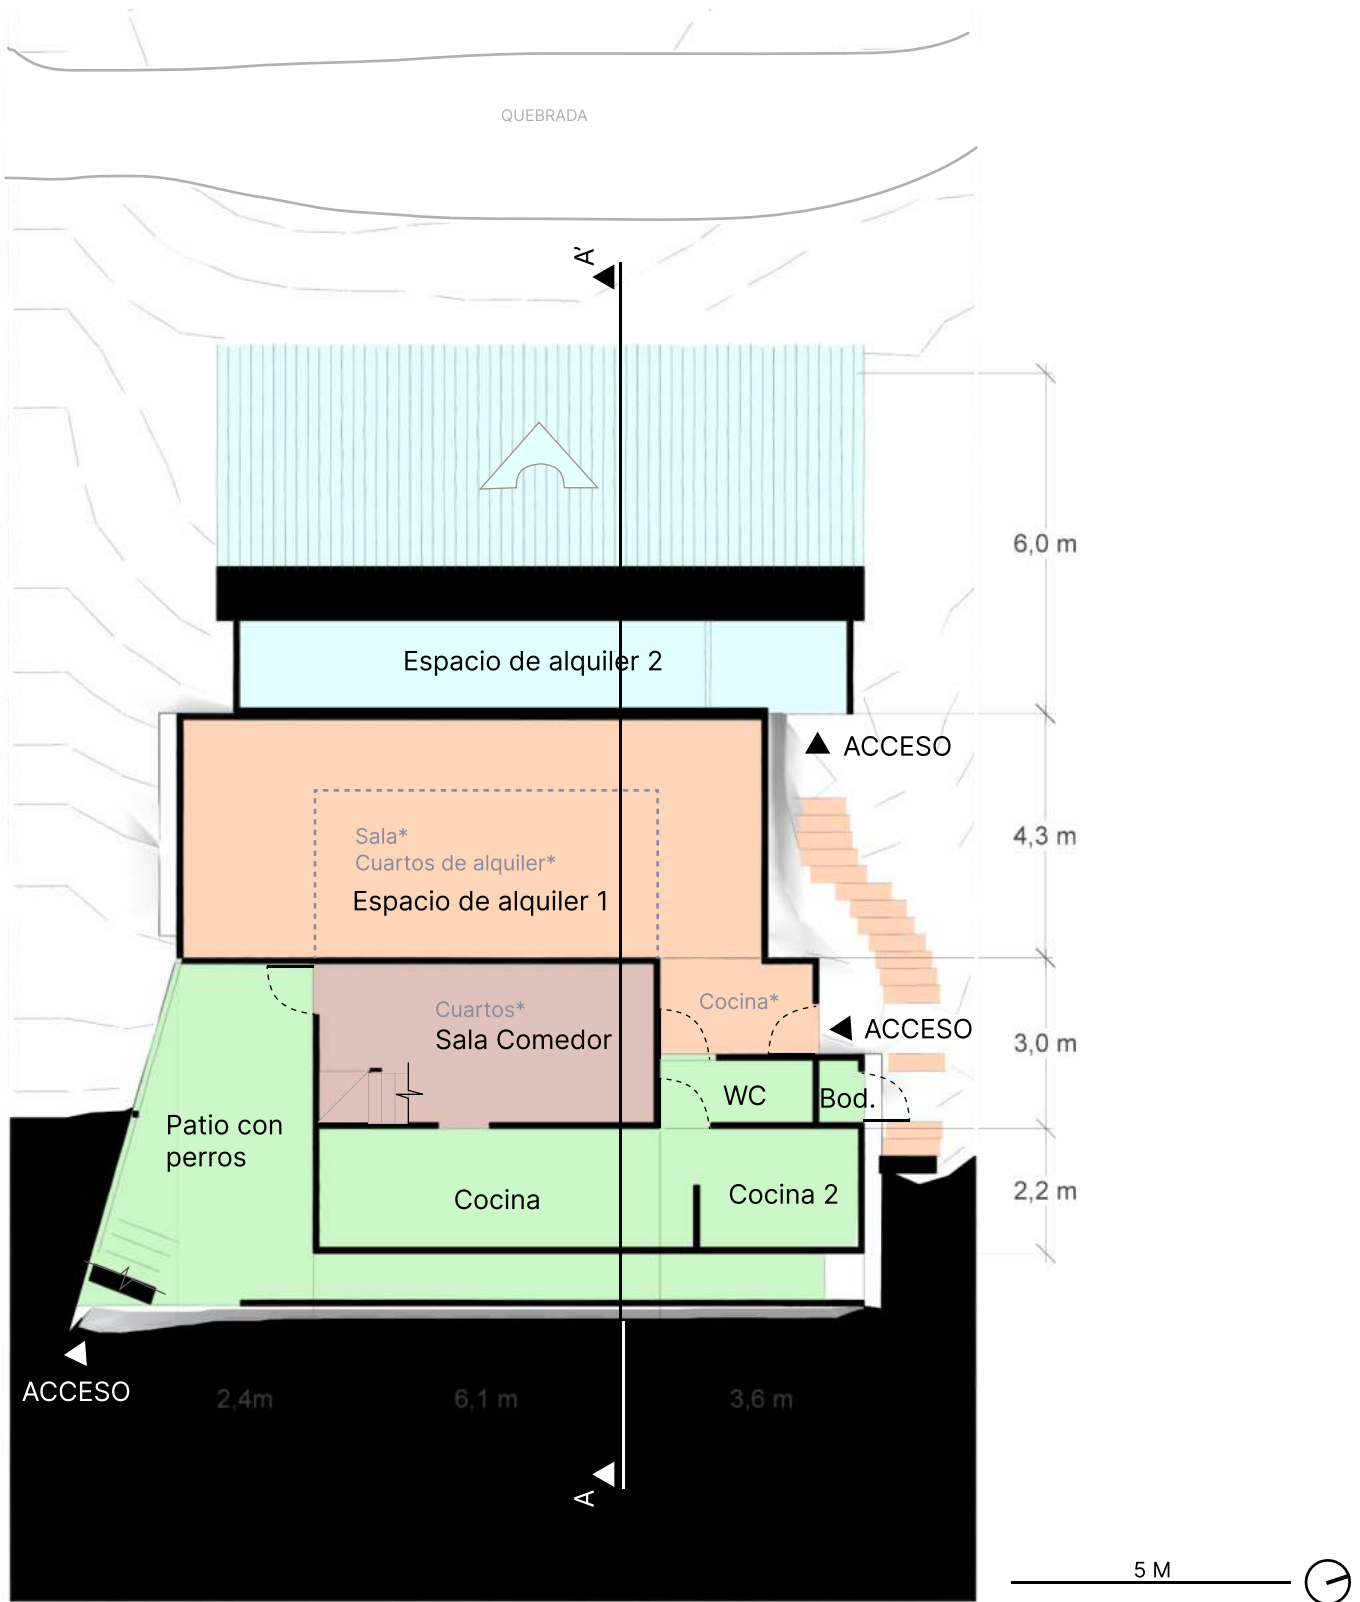 QUEBRADA
A'
6,0 m
Espacio de alquiler 2
ACCESO
Sala*
Cuartos de alquiler*
Espacio de alquiler 1
4,3 m
Cuartos*
Sala Comedor
Cocina*
ACCESO
3,0 m
WC
Bod.
Patio con
perros
Cocina
Cocina 2
2,2 m
ACCESO
2,4m
6,1 m
3,6 m
A
5 M